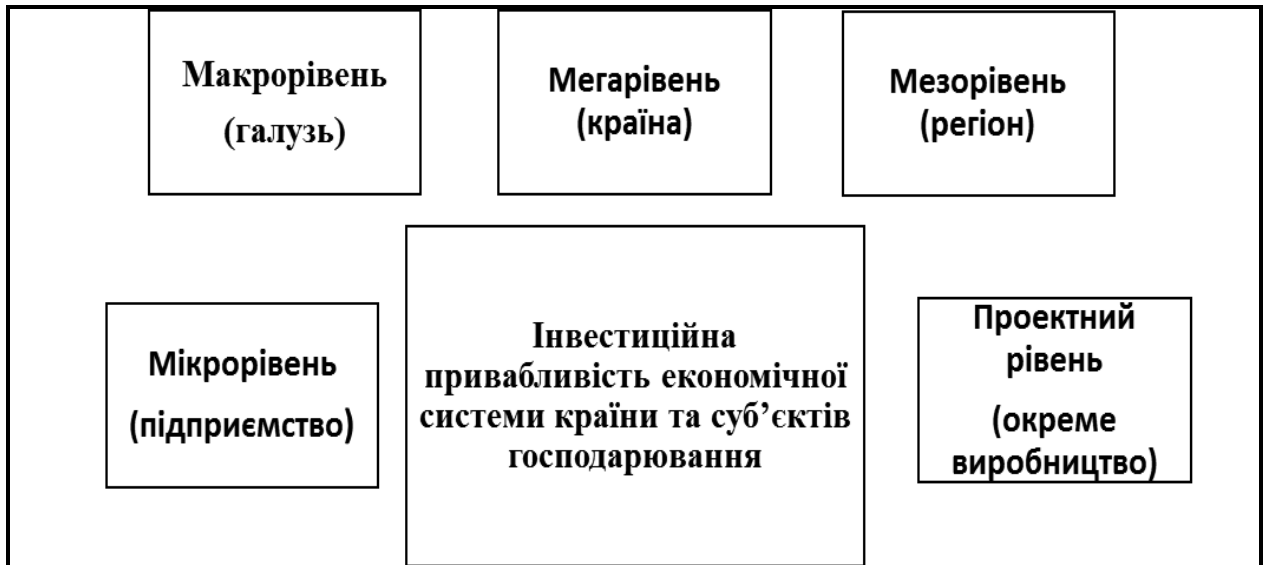 Макрорівень
(галузь)
Мегарівень
(країна)
Мезорівень
(регіон)
Мікрорівень
(підприємство)
Інвестиційна
привабливість економічної
системи країни та суб’єктів
господарювання
Проектний
рівень
(окреме
виробництво)